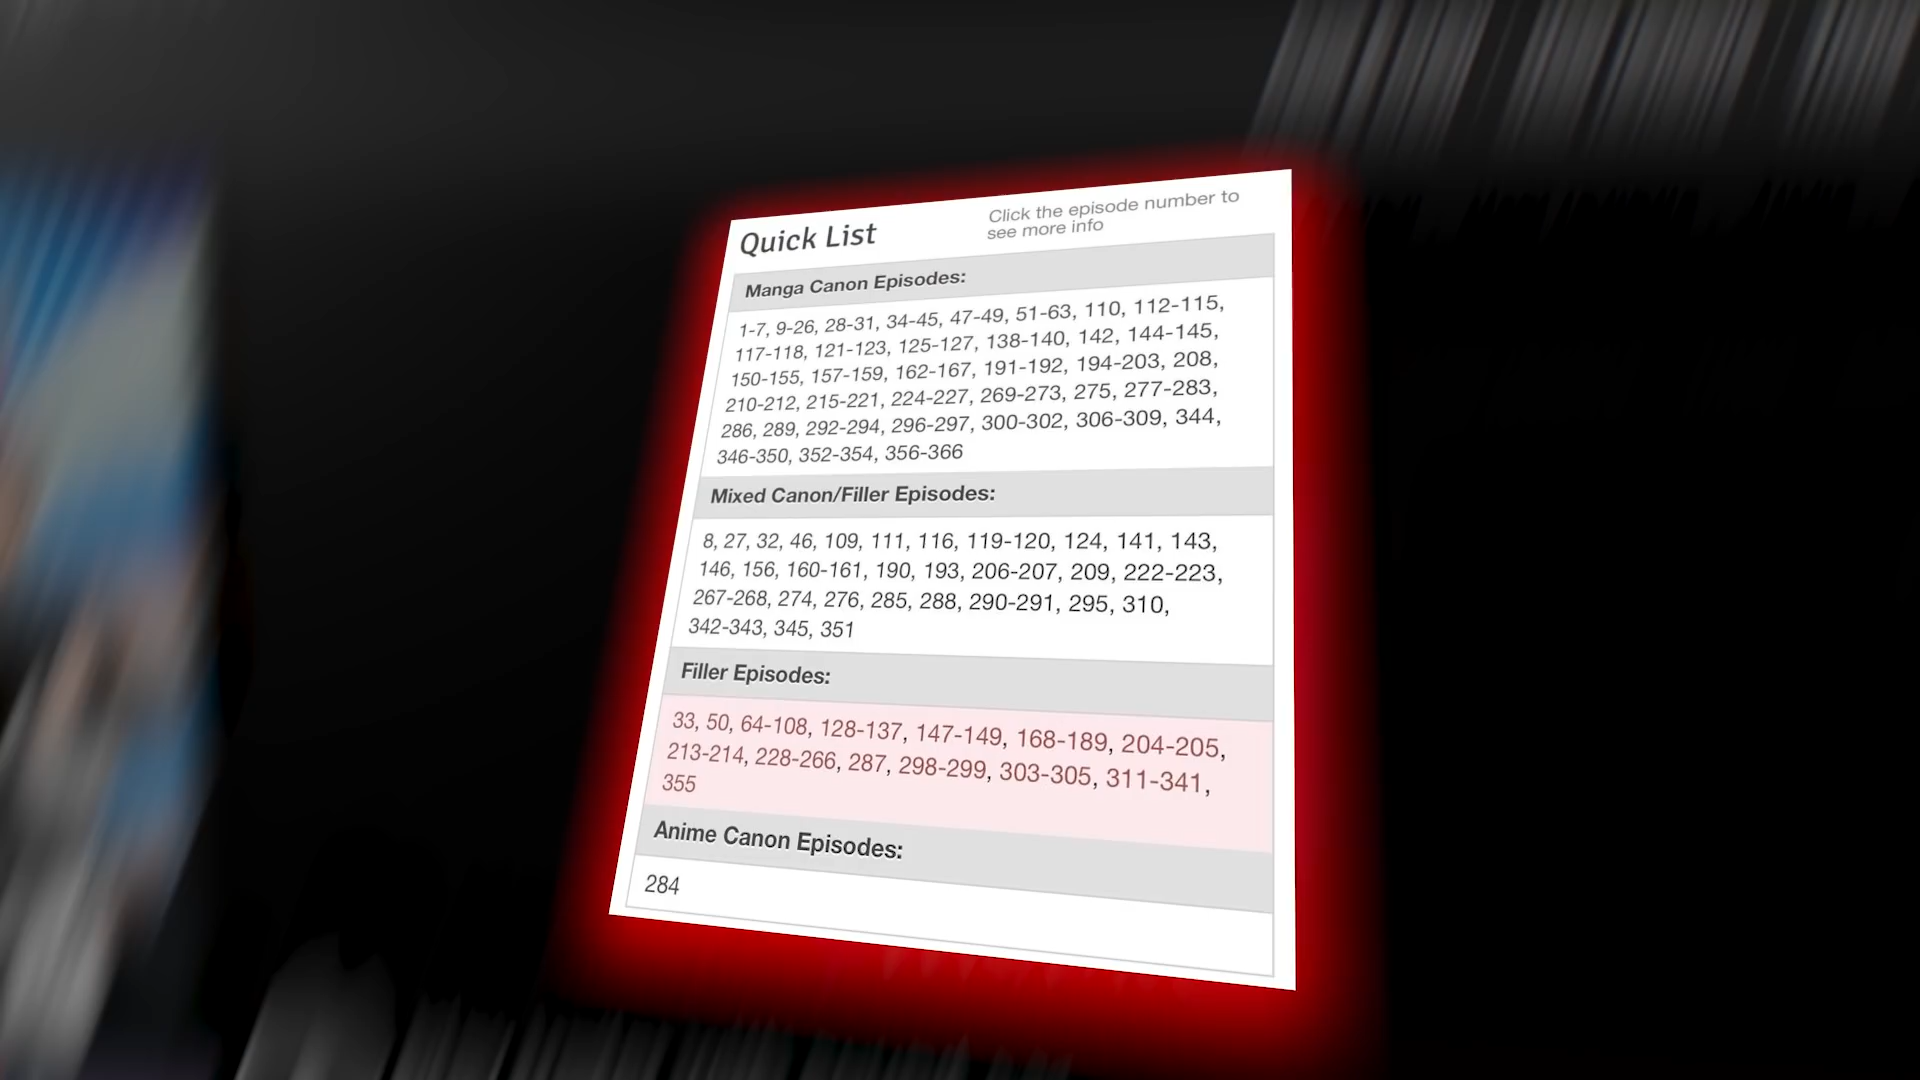 Quick List
Click the episode number to
see more info
Manga Canon Episodes:
1-7, 9-26, 28-31, 34-45, 47-49, 51-63, 110, 112-115,
117-118, 121-123, 125-127, 138-140, 142, 144-145,
150-155, 157-159, 162-167, 191-192, 194-203, 208,
210-212, 215-221, 224-227, 269-273, 275, 277-283,
286, 289, 292-294, 296-297, 300-302, 306-309, 344,
346-350, 352-354, 356-366
Mixed Canon/Filler Episodes:
8, 27, 32, 46, 109, 111, 116, 119-120, 124, 141, 143,
146, 156, 160-161, 190, 193, 206-207, 209, 222-223,
267-268, 274, 276, 285, 288, 290-291, 295, 310,
342-343, 345, 351
Filler Episodes:
33, 50, 64-108, 128-137, 147-149, 168-189, 204-205,
213-214, 228-266, 287, 298-299, 303-305, 311-341,
355
Anime Canon Episodes:
284